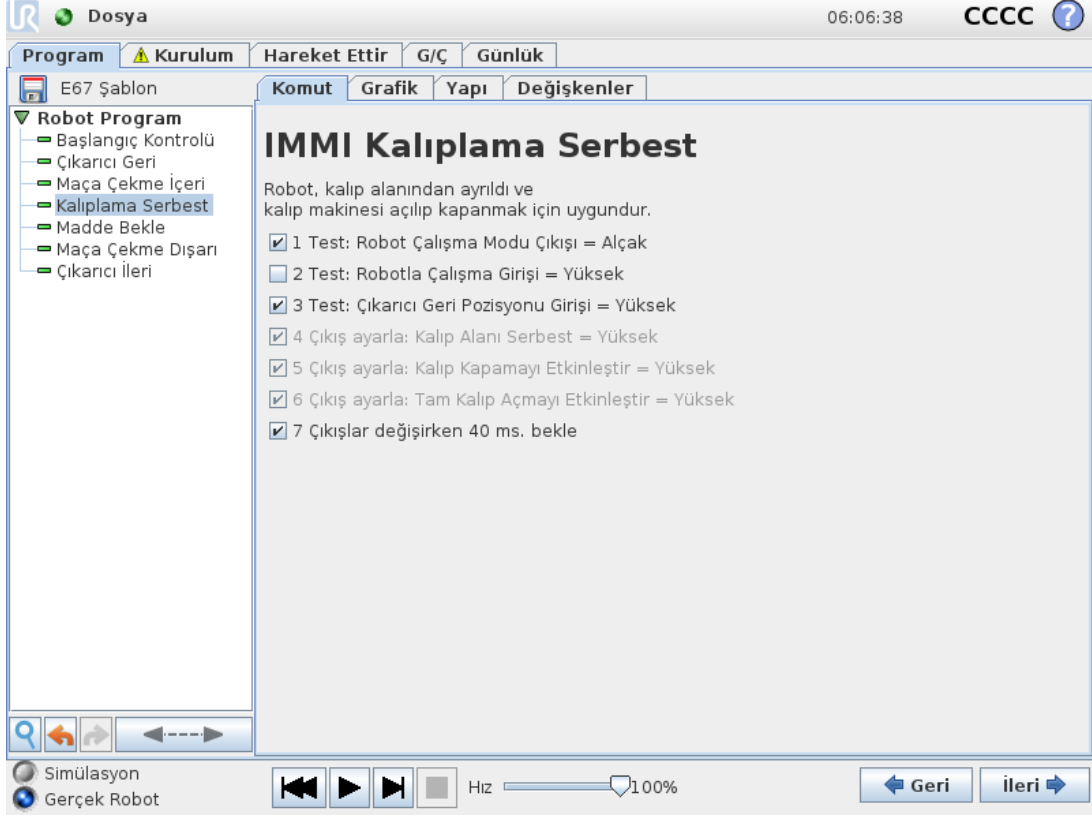 UR Dosya 06:06:38 CCCC ?
Program Kurulum Hareket Ettir G/Ç Günlük
E67 Şablon
Komut Grafik Yapı Değişkenler
Robot Program
Başlangıç Kontrolü
Çıkarıcı Geri
Maça Çekme İçeri
Kalıplama Serbest
Madde Bekle
Maça Çekme Dışarı
Çıkarıcı İleri
IMMI Kalıplama Serbest
Robot, kalıp alanından ayrıldı ve
kalıp makinesi açılıp kapanmak için uygundur.
1 Test: Robot Çalışma Modu Çıkışı = Alçak
2 Test: Robotla Çalışma Girişi = Yüksek
3 Test: Çıkarıcı Geri Pozisyonu Girişi = Yüksek
4 Çıkış ayarla: Kalıp Alanı Serbest = Yüksek
5 Çıkış ayarla: Kalıp Kapamayı Etkinleştir = Yüksek
6 Çıkış ayarla: Tam Kalıp Açmayı Etkinleştir = Yüksek
7 Çıkışlar değişirken 40 ms. bekle
Simülasyon
Gerçek Robot
Hız 100%
Geri İleri